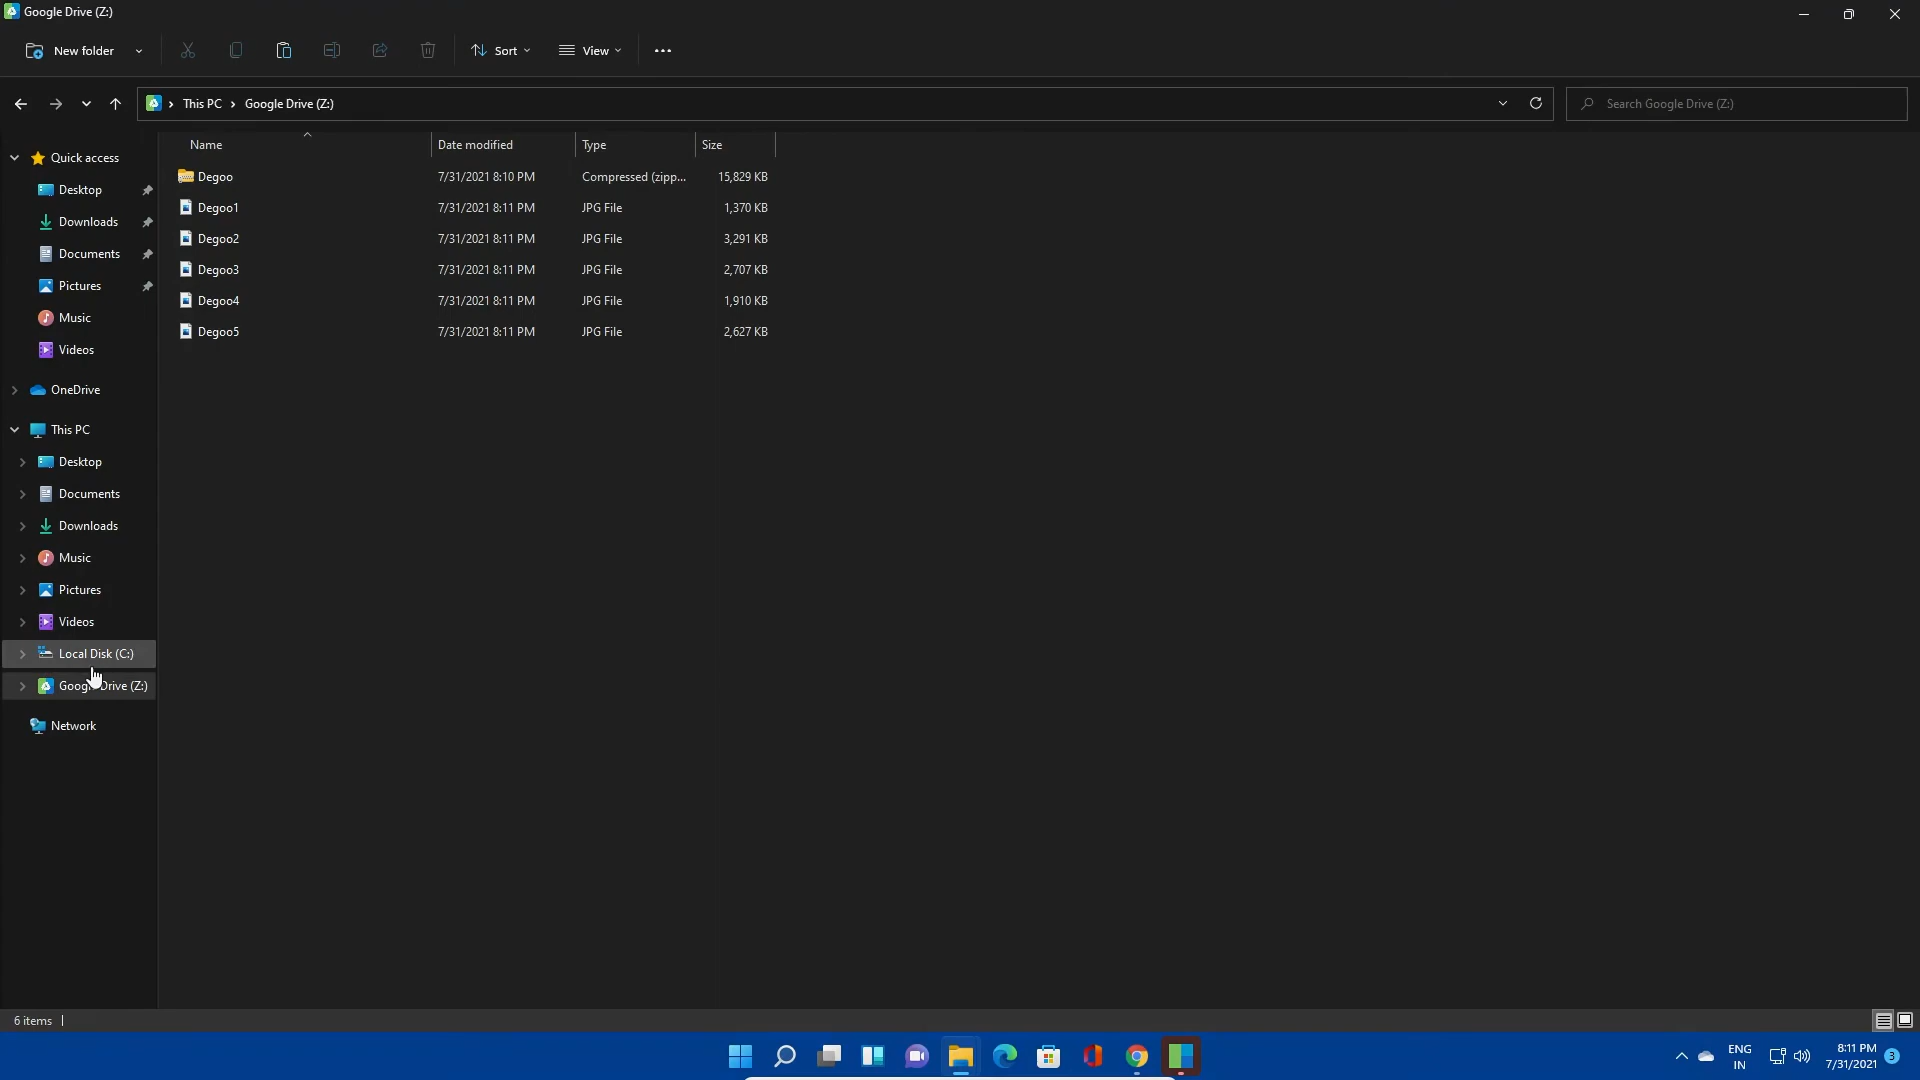 Google Drive (Z:)
New folder Sort View
This PC Google Drive (Z:) Search Google Drive (Z:)
Name Date modified Type Size
Degoo 7/31/2021 8:10 PM Compressed (zipp... 15,829 KB
Degoo1 7/31/2021 8:11 PM JPG File 1,370 KB
Degoo2 7/31/2021 8:11 PM JPG File 3,291 KB
Degoo3 7/31/2021 8:11 PM JPG File 2,707 KB
Degoo4 7/31/2021 8:11 PM JPG File 1,910 KB
Degoo5 7/31/2021 8:11 PM JPG File 2,627 KB
Quick access
Desktop
Downloads
Documents
Pictures
Music
Videos
OneDrive
This PC
Desktop
Documents
Downloads
Music
Pictures
Videos
Local Disk (C:)
Google Drive (Z:)
Network
6 items
ENG
IN
8:11 PM
7/31/2021
3